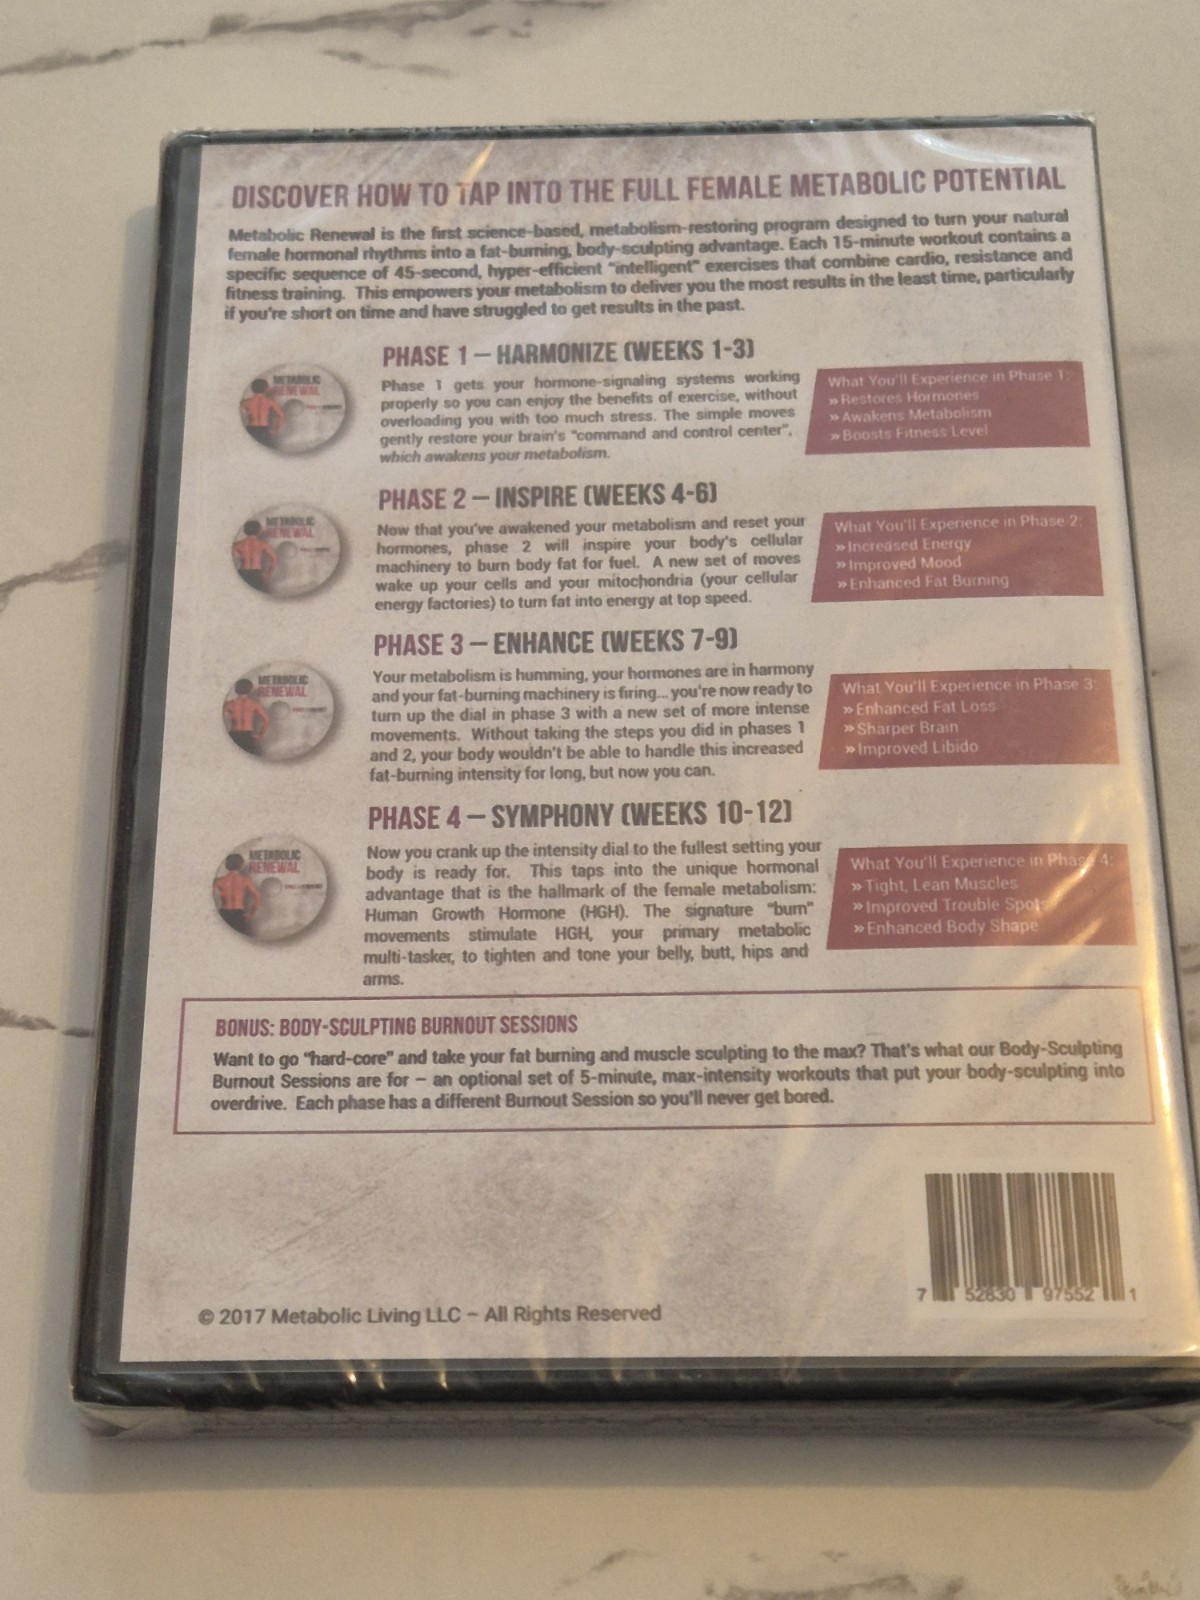 DISCOVER HOW TO TAP INTO THE FULL FEMALE METABOLIC POTENTIAL
Metabolic Renewal is the first science-based, metabolism-restoring program designed to turn your natural
female hormonal rhythms into a fat-burning, body-sculpting advantage. Each 15-minute workout contains a
specific sequence of 45-second, hyper-efficient "intelligent" exercises that combine cardio, resistance and
fitness training. This empowers your metabolism to deliver you the most results in the least time, particularly
if you're short on time and have struggled to get results in the past.
METABOLIC
RENEWAL
PHASE 1 – HARMONIZE (WEEKS 1-3)
Phase 1 gets your hormone-signaling systems working
properly so you can enjoy the benefits of exercise, without
overloading you with too much stress. The simple moves
gently restore your brain's "command and control center",
which awakens your metabolism.
What You'll Experience in Phase 1:
» Restores Hormones
» Awakens Metabolism
» Boosts Fitness Level
METABOLIC
RENEWAL
PHASE 2 – INSPIRE (WEEKS 4-6)
Now that you've awakened your metabolism and reset your
hormones, phase 2 will inspire your body's cellular
machinery to burn body fat for fuel. A new set of moves
wake up your cells and your mitochondria (your cellular
energy factories) to turn fat into energy at top speed.
What You'll Experience in Phase 2:
» Increased Energy
» Improved Mood
» Enhanced Fat Burning
METABOLIC
RENEWAL
PHASE 3 – ENHANCE (WEEKS 7-9)
Your metabolism is humming, your hormones are in harmony
and your fat-burning machinery is firing... you're now ready to
turn up the dial in phase 3 with a new set of more intense
movements. Without taking the steps you did in phases 1
and 2, your body wouldn't be able to handle this increased
fat-burning intensity for long, but now you can.
What You'll Experience in Phase 3:
» Enhanced Fat Loss
» Sharper Brain
» Improved Libido
METABOLIC
RENEWAL
PHASE 4 – SYMPHONY (WEEKS 10-12)
Now you crank up the intensity dial to the fullest setting your
body is ready for. This taps into the unique hormonal
advantage that is the hallmark of the female metabolism:
Human Growth Hormone (HGH). The signature "burn"
movements stimulate HGH, your primary metabolic
multi-tasker, to tighten and tone your belly, butt, hips and
arms.
What You'll Experience in Phase 4:
» Tight, Lean Muscles
» Improved Trouble Spots
» Enhanced Body Shape
BONUS: BODY-SCULPTING BURNOUT SESSIONS
Want to go "hard-core" and take your fat burning and muscle sculpting to the max? That's what our Body-Sculpting
Burnout Sessions are for – an optional set of 5-minute, max-intensity workouts that put your body-sculpting into
overdrive. Each phase has a different Burnout Session so you'll never get bored.
7 52830 97552 1
© 2017 Metabolic Living LLC – All Rights Reserved